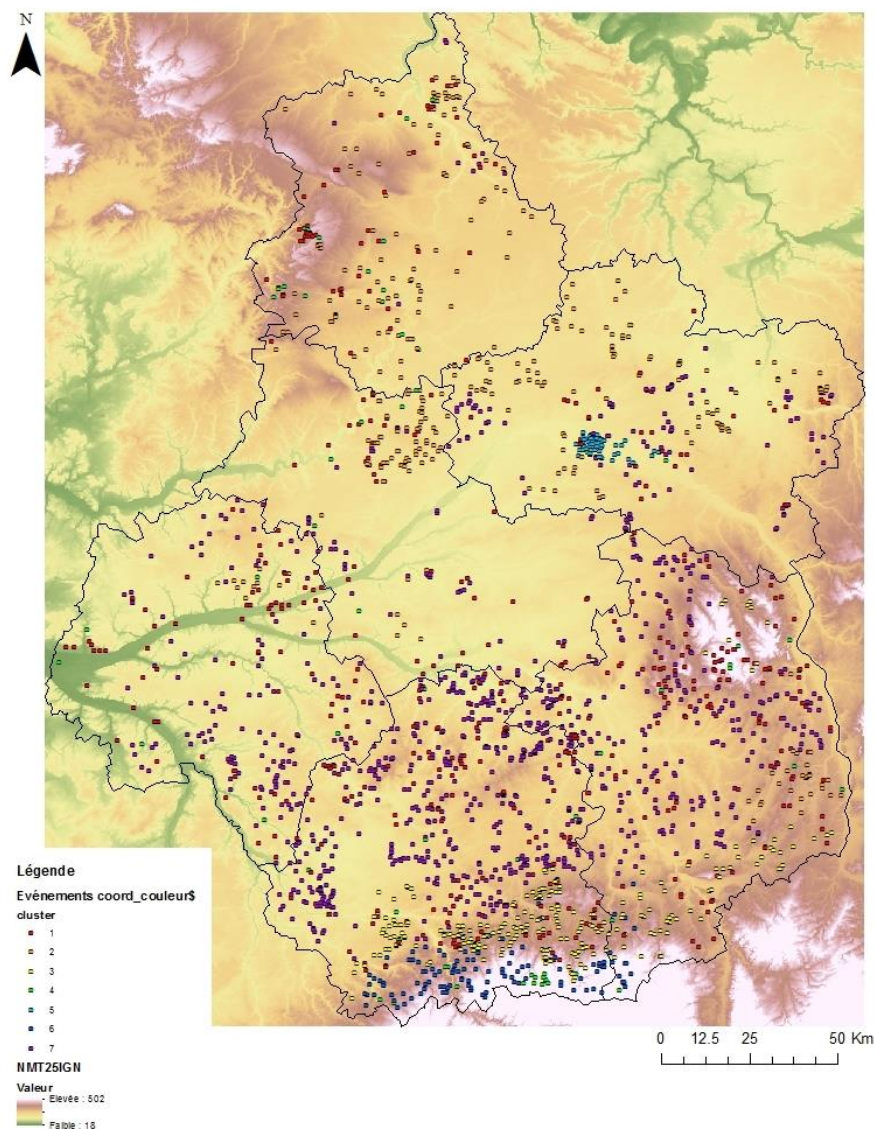 N
Légende
Evénements coord_couleur$
cluster
1
2
3
4
5
6
7
NMT25IGN
Valeur
Elevée : 502
Faible : 18
0 12.5 25 50 Km